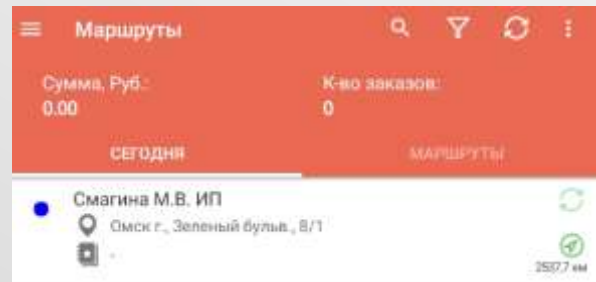 Маршруты
Сумма, Руб.:
0.00
К-во заказов:
0
СЕГОДНЯ
МАРШРУТЫ
Смагина М.В. ИП
Омск г., Зеленый бульв., 8/1
-
2537,7 км